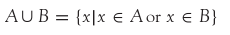 A ∪ B = {x|x ∈ A or x ∈ B}